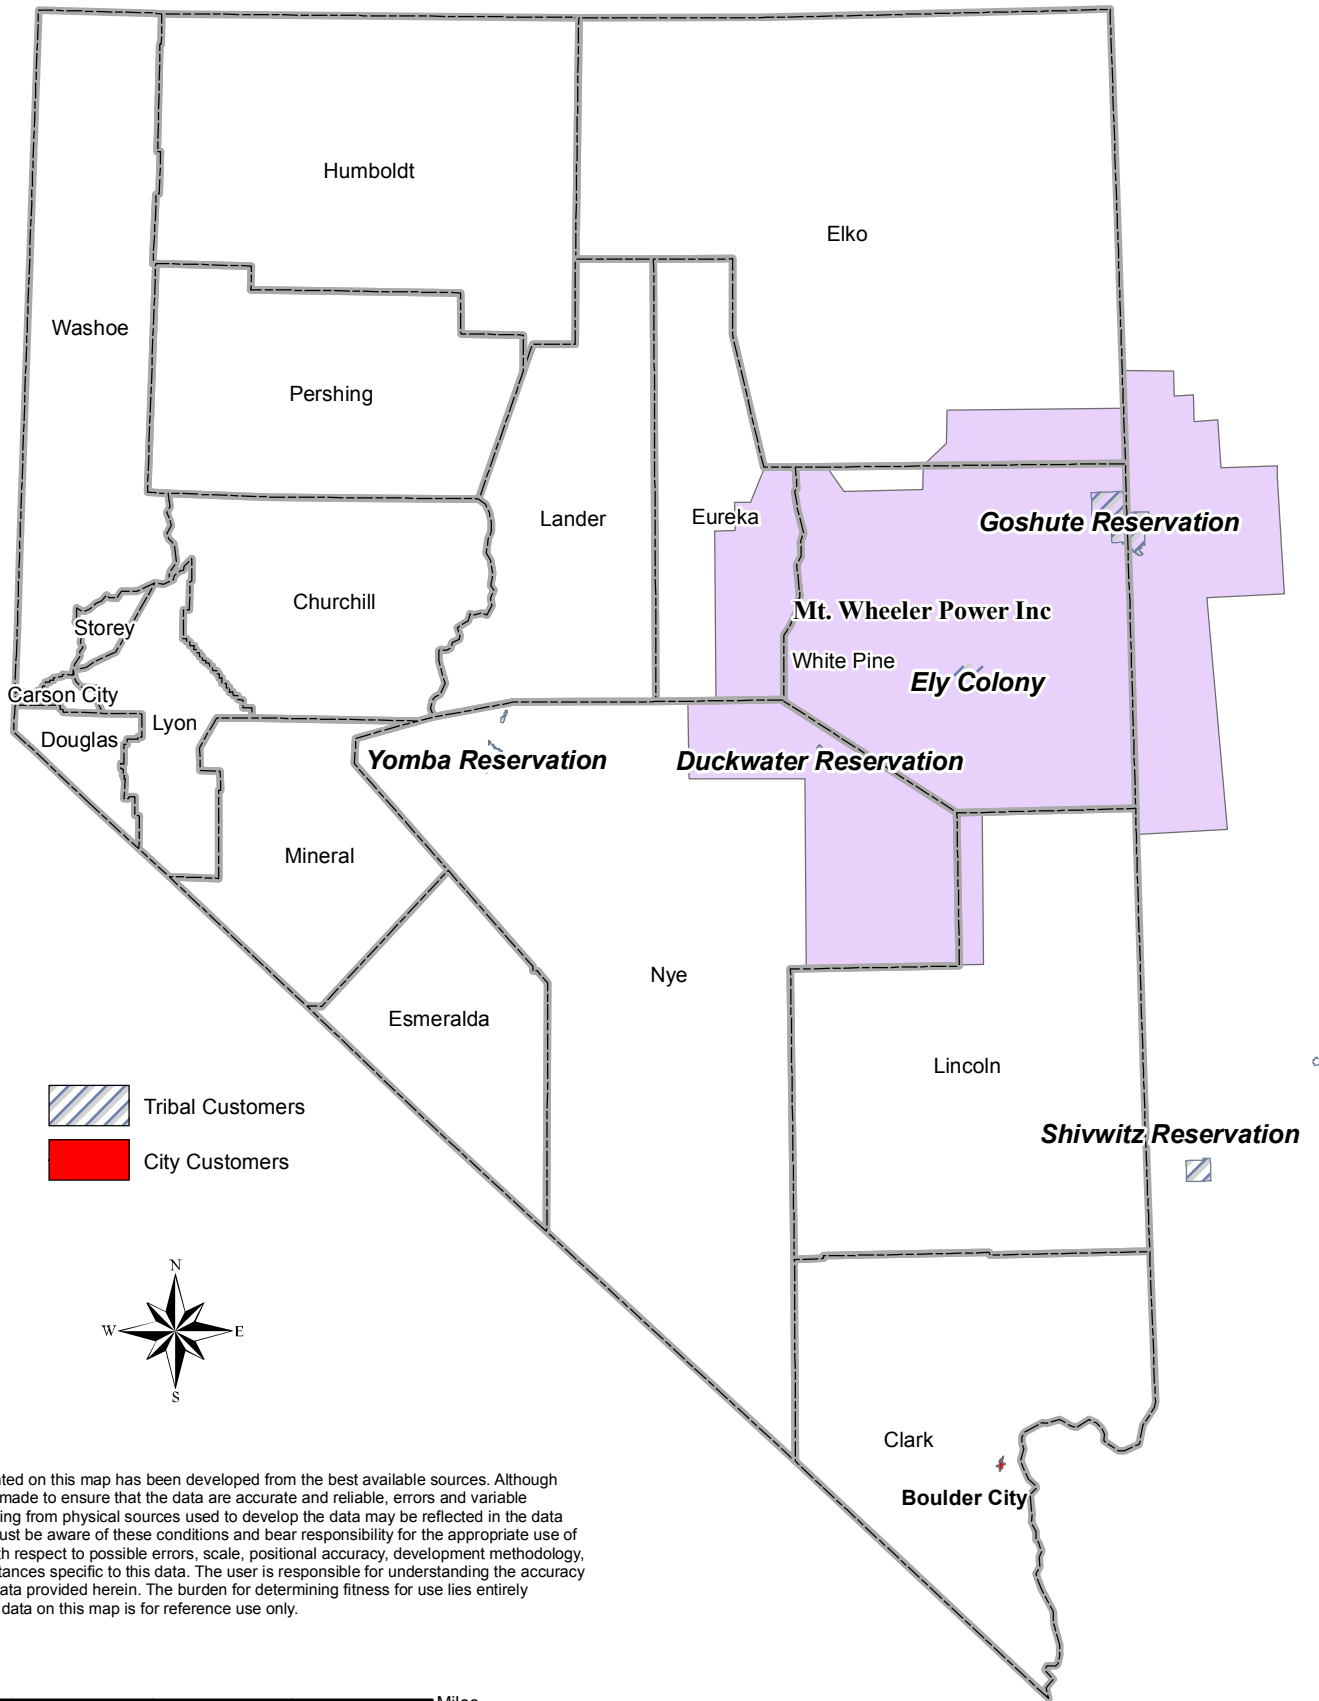 Humboldt
Elko
Washoe
Pershing
Lander
Eureka
Goshute Reservation
Churchill
Mt. Wheeler Power Inc
Storey
White Pine
Ely Colony
Carson City
Lyon
Douglas
Yomba Reservation
Duckwater Reservation
Mineral
Nye
Esmeralda
Lincoln
Tribal Customers
Shivwitz Reservation
City Customers
N
W
E
S
Clark
Boulder City
ted on this map has been developed from the best available sources. Although
made to ensure that the data are accurate and reliable, errors and variable
ing from physical sources used to develop the data may be reflected in the data
ust be aware of these conditions and bear responsibility for the appropriate use of
th respect to possible errors, scale, positional accuracy, development methodology,
tances specific to this data. The user is responsible for understanding the accuracy
ata provided herein. The burden for determining fitness for use lies entirely
data on this map is for reference use only.
Miles